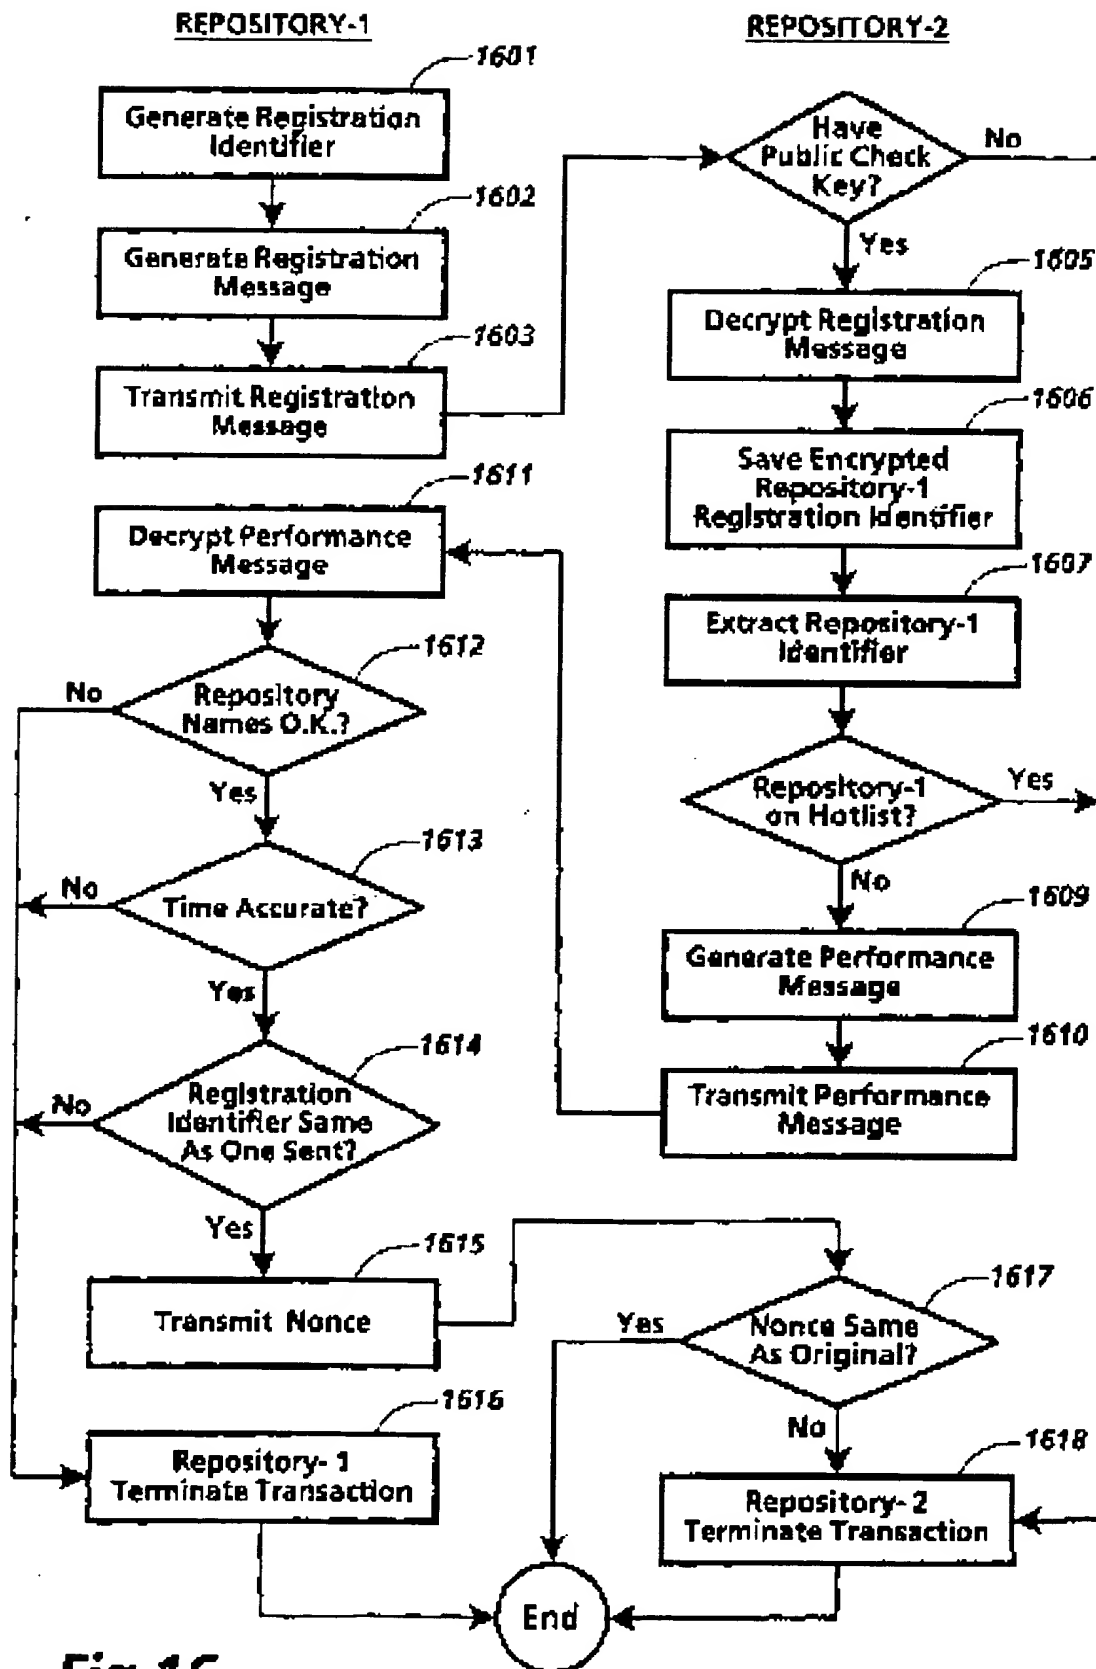 REPOSITORY-1
1601
Generate Registration
Identifier
1602
Generate Registration
Message
1603
Transmit Registration
Message
1611
Decrypt Performance
Message
1612
No
Repository
Names O.K.?
Yes
1613
No
Time Accurate?
Yes
1614
No
Registration
Identifier Same
As One Sent?
Yes
1615
Transmit Nonce
1616
Repository- 1
Terminate Transaction
REPOSITORY-2
Have
Public Check
Key?
No
Yes
1605
Decrypt Registration
Message
1606
Save Encrypted
Repository-1
Registration Identifier
1607
Extract Repository-1
Identifier
Repository-1
on Hotlist?
Yes
No
1609
Generate Performance
Message
1610
Transmit Performance
Message
1617
Yes
Nonce Same
As Original?
No
1618
Repository- 2
Terminate Transaction
End